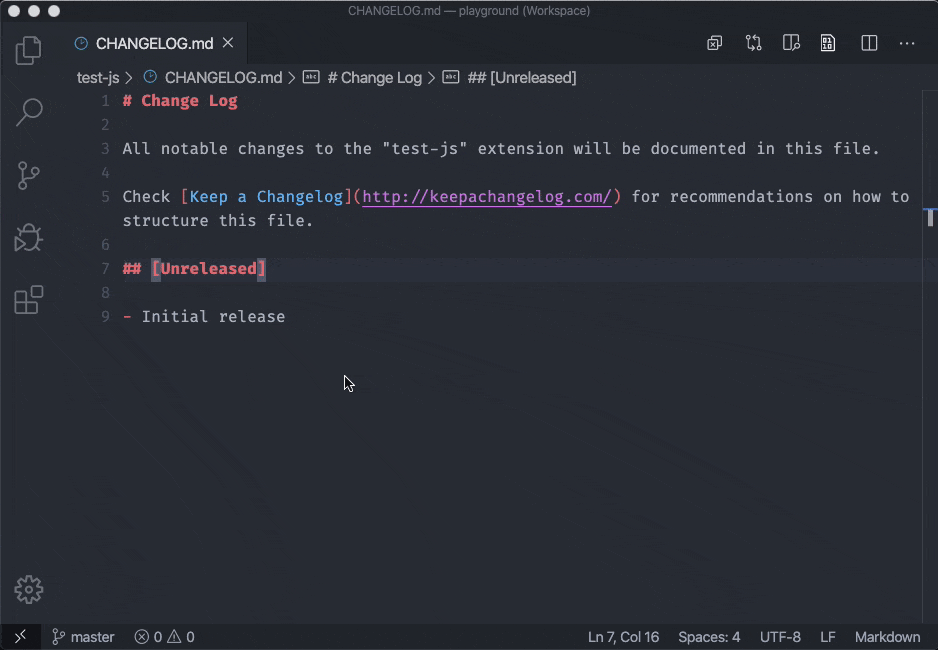 CHANGELOG.md — playground (Workspace)
CHANGELOG.md
test-js > CHANGELOG.md > # Change Log > ## [Unreleased]
1 # Change Log
2
3 All notable changes to the "test-js" extension will be documented in this file.
4
5 Check [Keep a Changelog](http://keepachangelog.com/) for recommendations on how to
structure this file.
6
7 ## [Unreleased]
8
9 - Initial release
master 0 0 Ln 7, Col 16 Spaces: 4 UTF-8 LF Markdown